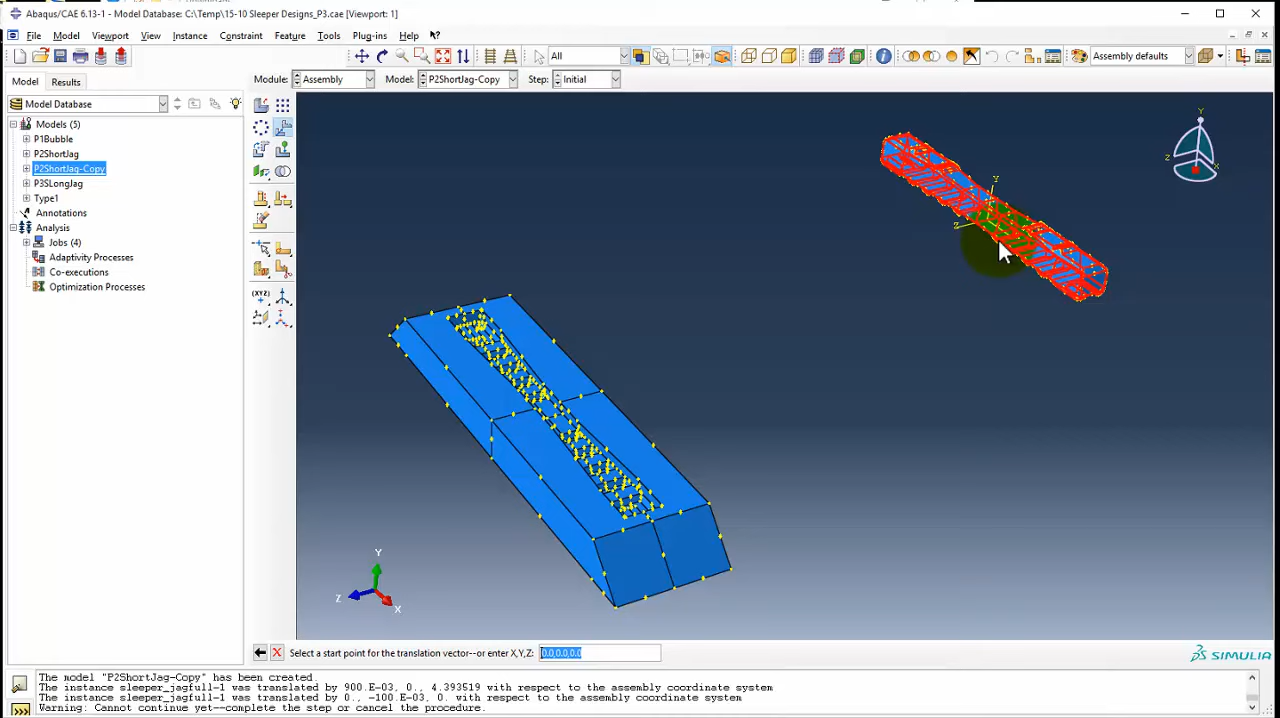 Abaqus/CAE 6.13-1 - Model Database: C:\Temp\15-10 Sleeper Designs_P3.cae [Viewport: 1]
File Model Viewport View Instance Constraint Feature Tools Plug-ins Help
All
Assembly defaults
Model Results
Module: Assembly Model: P2ShortJag-Copy Step: Initial
Model Database
Models (5)
P1Bubble
P2ShortJag
P2ShortJag-Copy
P3SLongJag
Type1
Annotations
Analysis
Jobs (4)
Adaptivity Processes
Co-executions
Optimization Processes
Y
Z
X
Y
Z
Y
Z
X
Select a start point for the translation vector--or enter X,Y,Z: 0.0,0.0,0.0
SIMULIA
The model "P2ShortJag-Copy" has been created.
The instance sleeper_jagfull-1 was translated by 900.E-03, 0., 4.393519 with respect to the assembly coordinate system
The instance sleeper_jagfull-1 was translated by 0., -100 E-03, 0. with respect to the assembly coordinate system
Warning: Cannot continue yet--complete the step or cancel the procedure.